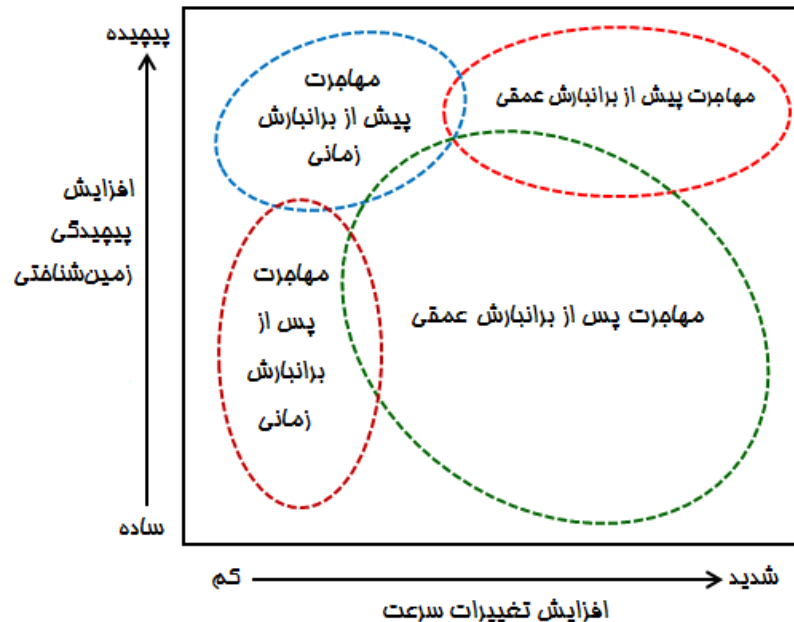 پیچیده
افزایش
پیچیدگی
زمین‌شناختی
ساده
مهاجرت
پیش از برانبارش
زمانی
مهاجرت پیش از برانبارش عمقی
مهاجرت
پس از
برانبارش
زمانی
مهاجرت پس از برانبارش عمقی
کم
شدید
افزایش تغییرات سرعت